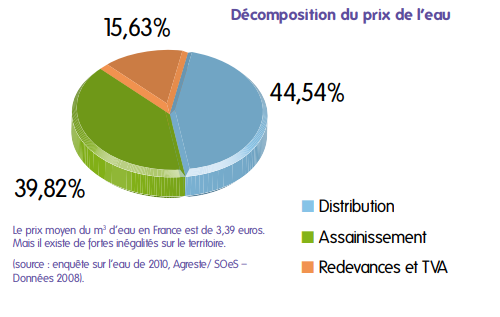 Décomposition du prix de l'eau
15,63%
44,54%
39,82%
Distribution
Assainissement
Redevances et TVA
Le prix moyen du m³ d'eau en France est de 3,39 euros.
Mais il existe de fortes inégalités sur le territoire.
(source : enquête sur l'eau de 2010, Agreste/ SOeS –
Données 2008).